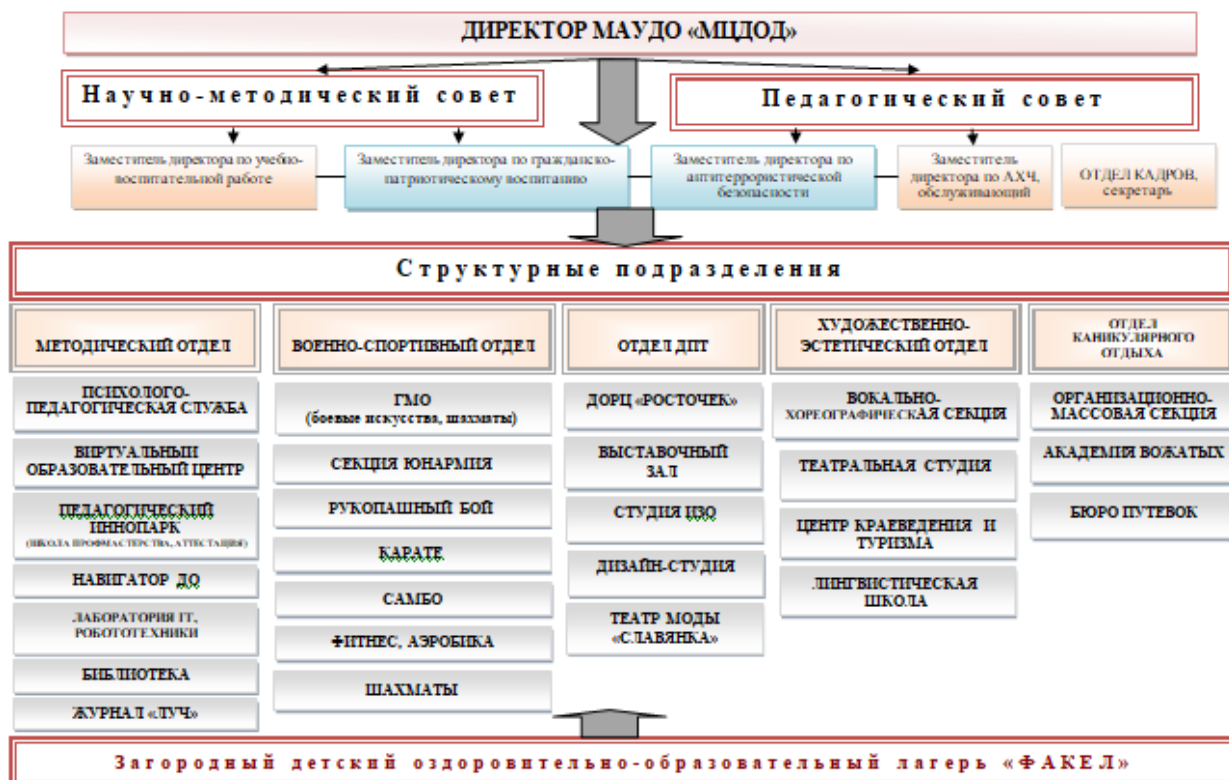 ДИРЕКТОР МАУДО «МЦДОД»
Научно-методический совет
Педагогический совет
Заместитель директора по учебно-
воспитательной работе
Заместитель директора по гражданско-
патриотическому воспитанию
Заместитель директора по
антитеррористической
безопасности
Заместитель
директора по АХЧ,
обслуживающий
ОТДЕЛ КАДРОВ,
секретарь
Структурные подразделения
МЕТОДИЧЕСКИЙ ОТДЕЛ
ПСИХОЛОГО-
ПЕДАГОГИЧЕСКАЯ СЛУЖБА
ВИРТУАЛЬНЫЙ
ОБРАЗОВАТЕЛЬНЫЙ ЦЕНТР
ПЕДАГОГИЧЕСКИЙ
ИННОПАРК
(ШКОЛА ПРОФМАСТЕРСТВА, АТТЕСТАЦИЯ)
НАВИГАТОР ДО
ЛАБОРАТОРИЯ IT,
РОБОТОТЕХНИКИ
БИБЛИОТЕКА
ЖУРНАЛ «ЛУЧ»
ВОЕННО-СПОРТИВНЫЙ ОТДЕЛ
ГМО
(боевые искусства, шахматы)
СЕКЦИЯ ЮНАРМИЯ
РУКОПАШНЫЙ БОЙ
КАРАТЕ
САМБО
ФИТНЕС, АЭРОБИКА
ШАХМАТЫ
ОТДЕЛ ДПТ
ДОРЦ «РОСТОЧЕК»
ВЫСТАВОЧНЫЙ
ЗАЛ
СТУДИЯ ИЗО
ДИЗАЙН-СТУДИЯ
ТЕАТР МОДЫ
«СЛАВЯНКА»
ХУДОЖЕСТВЕННО-
ЭСТЕТИЧЕСКИЙ ОТДЕЛ
ВОКАЛЬНО-
ХОРЕОГРАФИЧЕСКАЯ СЕКЦИЯ
ТЕАТРАЛЬНАЯ СТУДИЯ
ЦЕНТР КРАЕВЕДЕНИЯ И
ТУРИЗМА
ЛИНГВИСТИЧЕСКАЯ
ШКОЛА
ОТДЕЛ
КАНИКУЛЯРНОГО
ОТДЫХА
ОРГАНИЗАЦИОННО-
МАССОВАЯ СЕКЦИЯ
АКАДЕМИЯ ВОЖАТЫХ
БЮРО ПУТЕВОК
Загородный детский оздоровительно-образовательный лагерь «ФАКЕЛ»